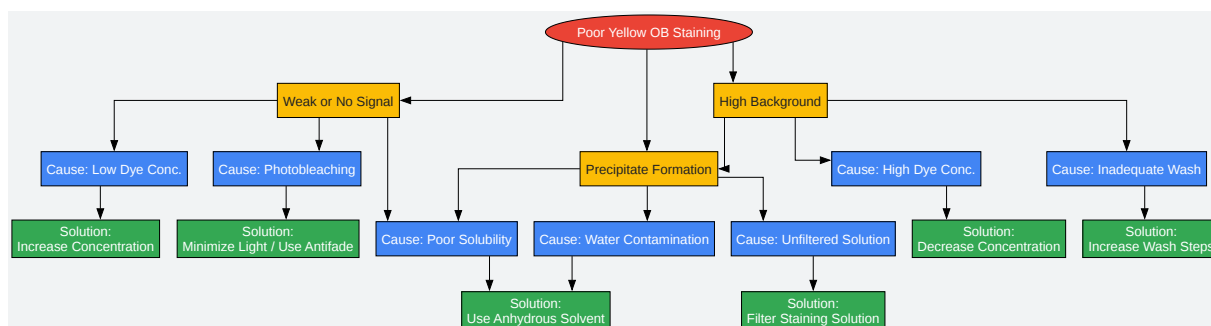 Poor Yellow OB Staining
Weak or No Signal
High Background
Cause: Low Dye Conc.
Cause: Photobleaching
Precipitate Formation
Cause: High Dye Conc.
Cause: Inadequate Wash
Solution:
Increase Concentration
Solution:
Minimize Light / Use Antifade
Cause: Poor Solubility
Cause: Water Contamination
Cause: Unfiltered Solution
Solution:
Decrease Concentration
Solution:
Increase Wash Steps
Solution:
Use Anhydrous Solvent
Solution:
Filter Staining Solution